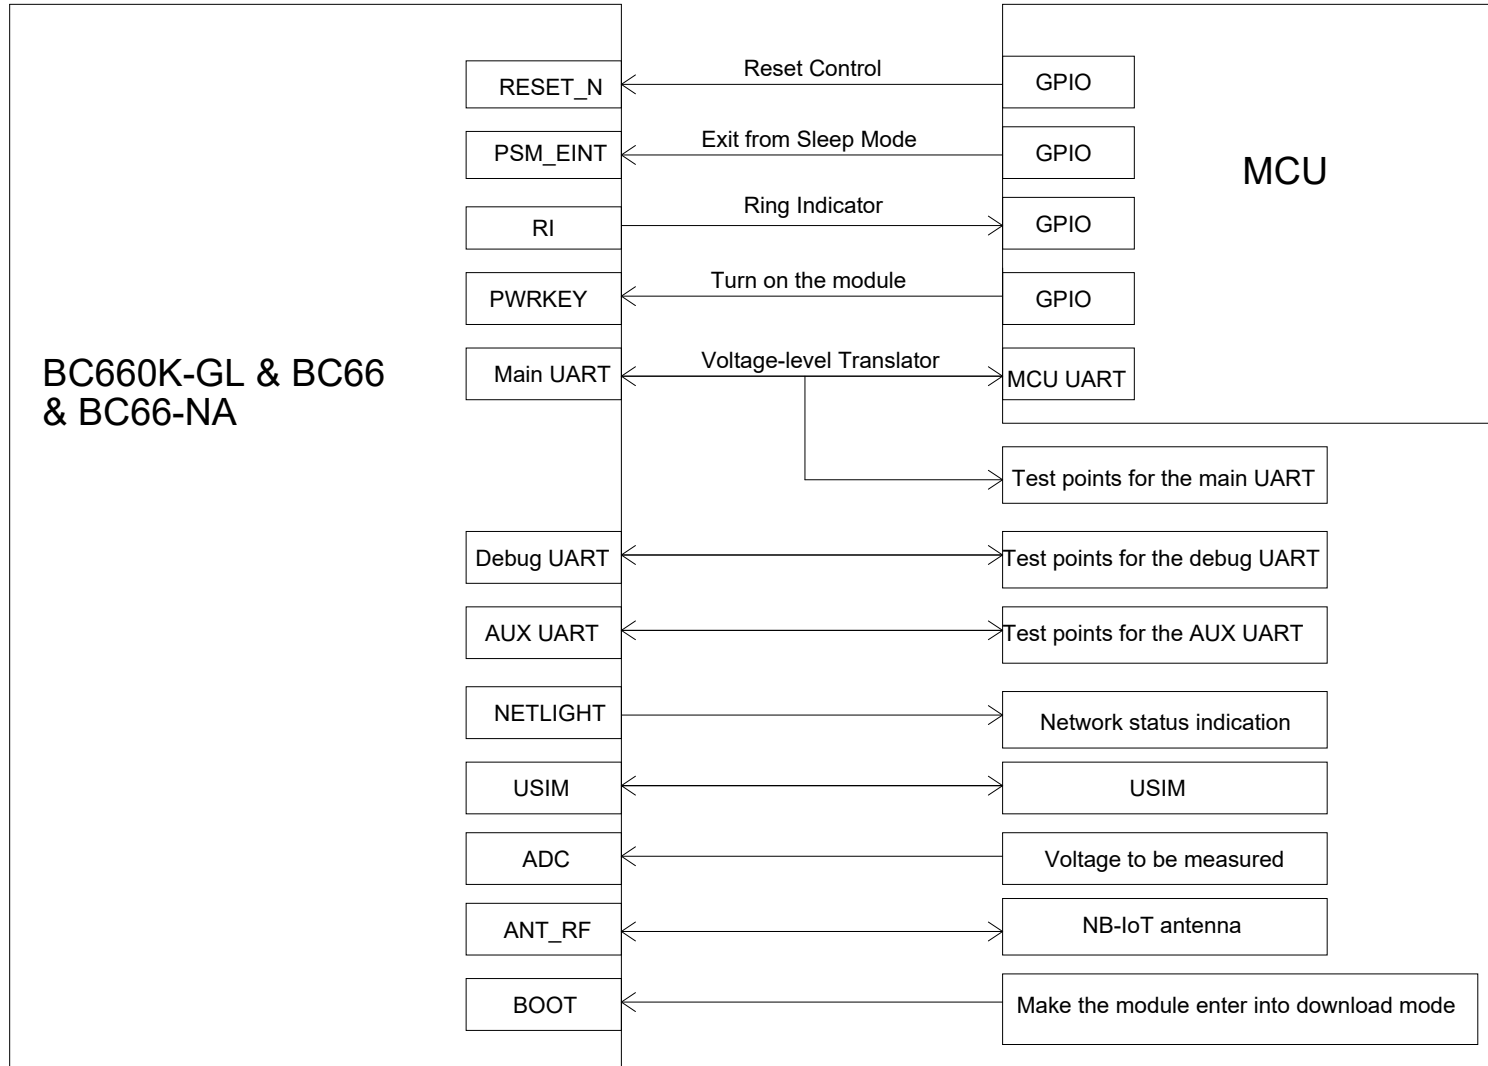 RESET_N
Reset Control
GPIO
PSM_EINT
Exit from Sleep Mode
GPIO
MCU
RI
Ring Indicator
GPIO
PWRKEY
Turn on the module
GPIO
BC660K-GL & BC66
& BC66-NA
Main UART
Voltage-level Translator
MCU UART
Test points for the main UART
Debug UART
Test points for the debug UART
AUX UART
Test points for the AUX UART
NETLIGHT
Network status indication
USIM
USIM
ADC
Voltage to be measured
ANT_RF
NB-IoT antenna
BOOT
Make the module enter into download mode